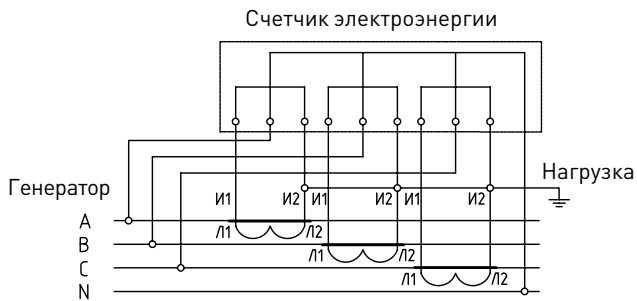 Счетчик электроэнергии
Генератор
Нагрузка
И1 И2 И1 И2 И1 И2
A
Л1 Л2
B
Л1 Л2
C
Л1 Л2
N